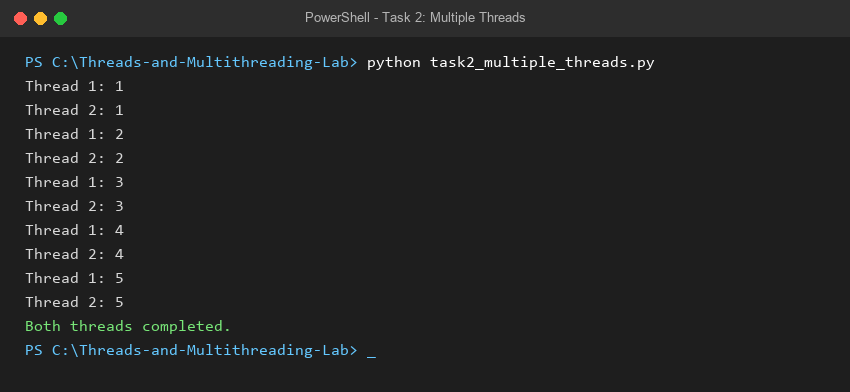 PowerShell - Task 2: Multiple Threads
PS C:\Threads-and-Multithreading-Lab> python task2_multiple_threads.py
Thread 1: 1
Thread 2: 1
Thread 1: 2
Thread 2: 2
Thread 1: 3
Thread 2: 3
Thread 1: 4
Thread 2: 4
Thread 1: 5
Thread 2: 5
Both threads completed.
PS C:\Threads-and-Multithreading-Lab> _